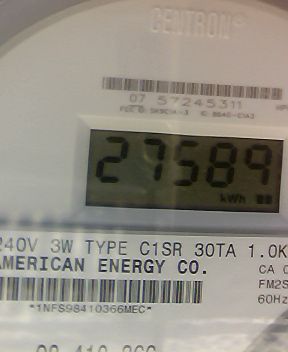 CENTRON®
07 57245311
27589
kWh
240V 3W TYPE C1SR 30TA 1.0K
AMERICAN ENERGY CO.
CA
FM2S
60Hz
*1NFS98410366MEC*